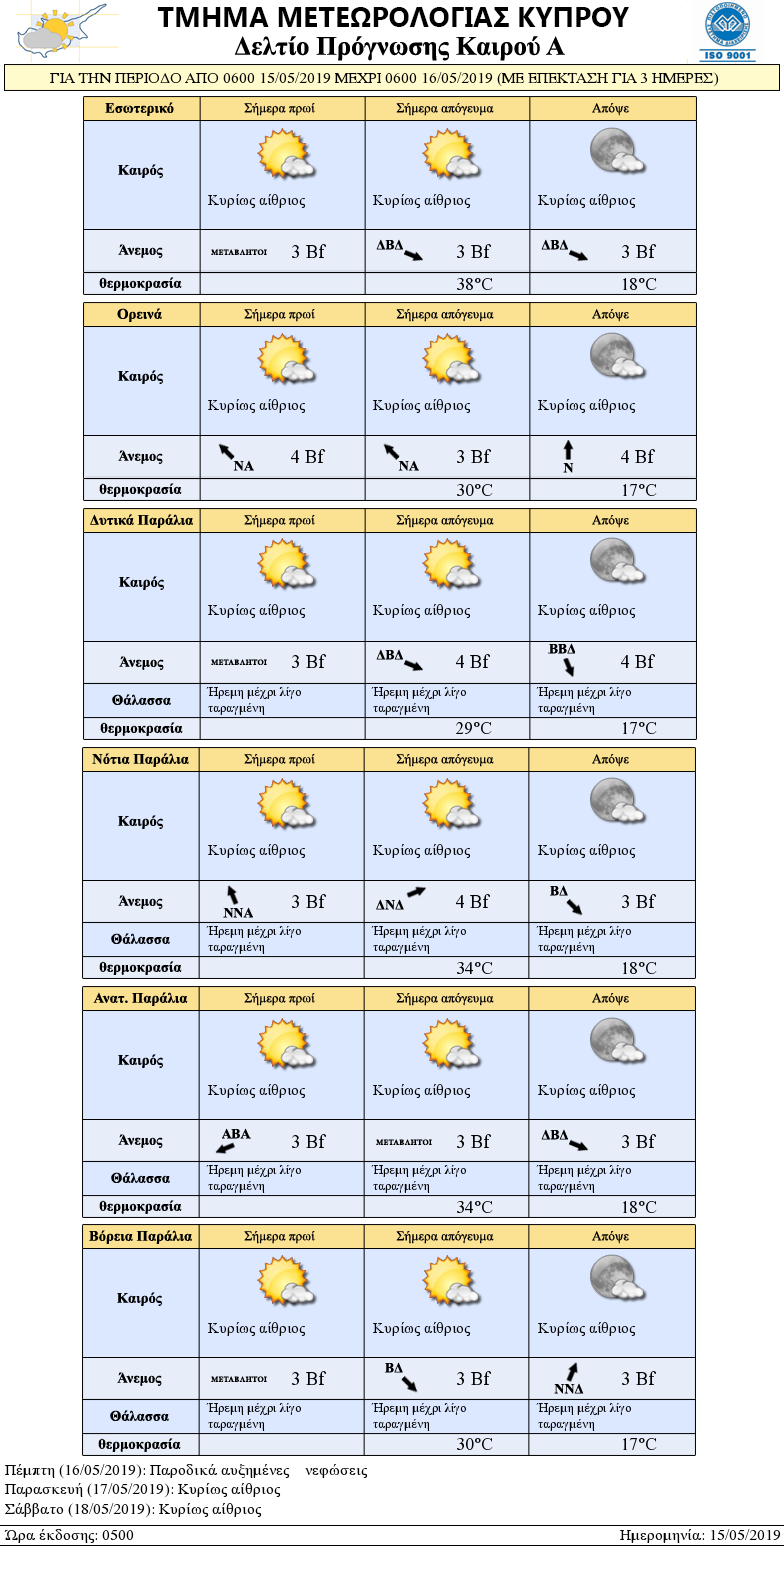 ΤΜΗΜΑ ΜΕΤΕΩΡΟΛΟΓΙΑΣ ΚΥΠΡΟΥ
Δελτίο Πρόγνωσης Καιρού Α
ISO 9001
ΓΙΑ ΤΗΝ ΠΕΡΙΟΔΟ ΑΠΟ 0600 15/05/2019 ΜΕΧΡΙ 0600 16/05/2019 (ΜΕ ΕΠΕΚΤΑΣΗ ΓΙΑ 3 ΗΜΕΡΕΣ)
Εσωτερικό Σήμερα πρωί Σήμερα απόγευμα Απόψε
Καιρός Κυρίως αίθριος Κυρίως αίθριος Κυρίως αίθριος
Άνεμος ΜΕΤΑΒΛΗΤΟΙ 3 Bf ΔΒΔ 3 Bf ΔΒΔ 3 Bf
θερμοκρασία 38°C 18°C
Ορεινά Σήμερα πρωί Σήμερα απόγευμα Απόψε
Καιρός Κυρίως αίθριος Κυρίως αίθριος Κυρίως αίθριος
Άνεμος ΝΑ 4 Bf ΝΑ 3 Bf Ν 4 Bf
θερμοκρασία 30°C 17°C
Δυτικά Παράλια Σήμερα πρωί Σήμερα απόγευμα Απόψε
Καιρός Κυρίως αίθριος Κυρίως αίθριος Κυρίως αίθριος
Άνεμος ΜΕΤΑΒΛΗΤΟΙ 3 Bf ΔΒΔ 4 Bf ΒΒΔ 4 Bf
Θάλασσα Ήρεμη μέχρι λίγο ταραγμένη Ήρεμη μέχρι λίγο ταραγμένη Ήρεμη μέχρι λίγο ταραγμένη
θερμοκρασία 29°C 17°C
Νότια Παράλια Σήμερα πρωί Σήμερα απόγευμα Απόψε
Καιρός Κυρίως αίθριος Κυρίως αίθριος Κυρίως αίθριος
Άνεμος ΝΝΑ 3 Bf ΔΝΔ 4 Bf ΒΔ 3 Bf
Θάλασσα Ήρεμη μέχρι λίγο ταραγμένη Ήρεμη μέχρι λίγο ταραγμένη Ήρεμη μέχρι λίγο ταραγμένη
θερμοκρασία 34°C 18°C
Ανατ. Παράλια Σήμερα πρωί Σήμερα απόγευμα Απόψε
Καιρός Κυρίως αίθριος Κυρίως αίθριος Κυρίως αίθριος
Άνεμος ΑΒΑ 3 Bf ΜΕΤΑΒΛΗΤΟΙ 3 Bf ΔΒΔ 3 Bf
Θάλασσα Ήρεμη μέχρι λίγο ταραγμένη Ήρεμη μέχρι λίγο ταραγμένη Ήρεμη μέχρι λίγο ταραγμένη
θερμοκρασία 34°C 18°C
Βόρεια Παράλια Σήμερα πρωί Σήμερα απόγευμα Απόψε
Καιρός Κυρίως αίθριος Κυρίως αίθριος Κυρίως αίθριος
Άνεμος ΜΕΤΑΒΛΗΤΟΙ 3 Bf ΒΔ 3 Bf ΝΝΔ 3 Bf
Θάλασσα Ήρεμη μέχρι λίγο ταραγμένη Ήρεμη μέχρι λίγο ταραγμένη Ήρεμη μέχρι λίγο ταραγμένη
θερμοκρασία 30°C 17°C
Πέμπτη (16/05/2019): Παροδικά αυξημένες νεφώσεις
Παρασκευή (17/05/2019): Κυρίως αίθριος
Σάββατο (18/05/2019): Κυρίως αίθριος
Ώρα έκδοσης: 0500 Ημερομηνία: 15/05/2019